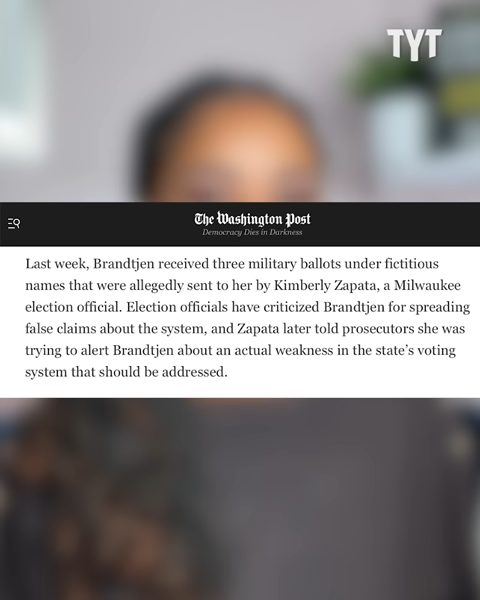 TYT
The Washington Post
Democracy Dies in Darkness
Last week, Brandtjen received three military ballots under fictitious
names that were allegedly sent to her by Kimberly Zapata, a Milwaukee
election official. Election officials have criticized Brandtjen for spreading
false claims about the system, and Zapata later told prosecutors she was
trying to alert Brandtjen about an actual weakness in the state’s voting
system that should be addressed.